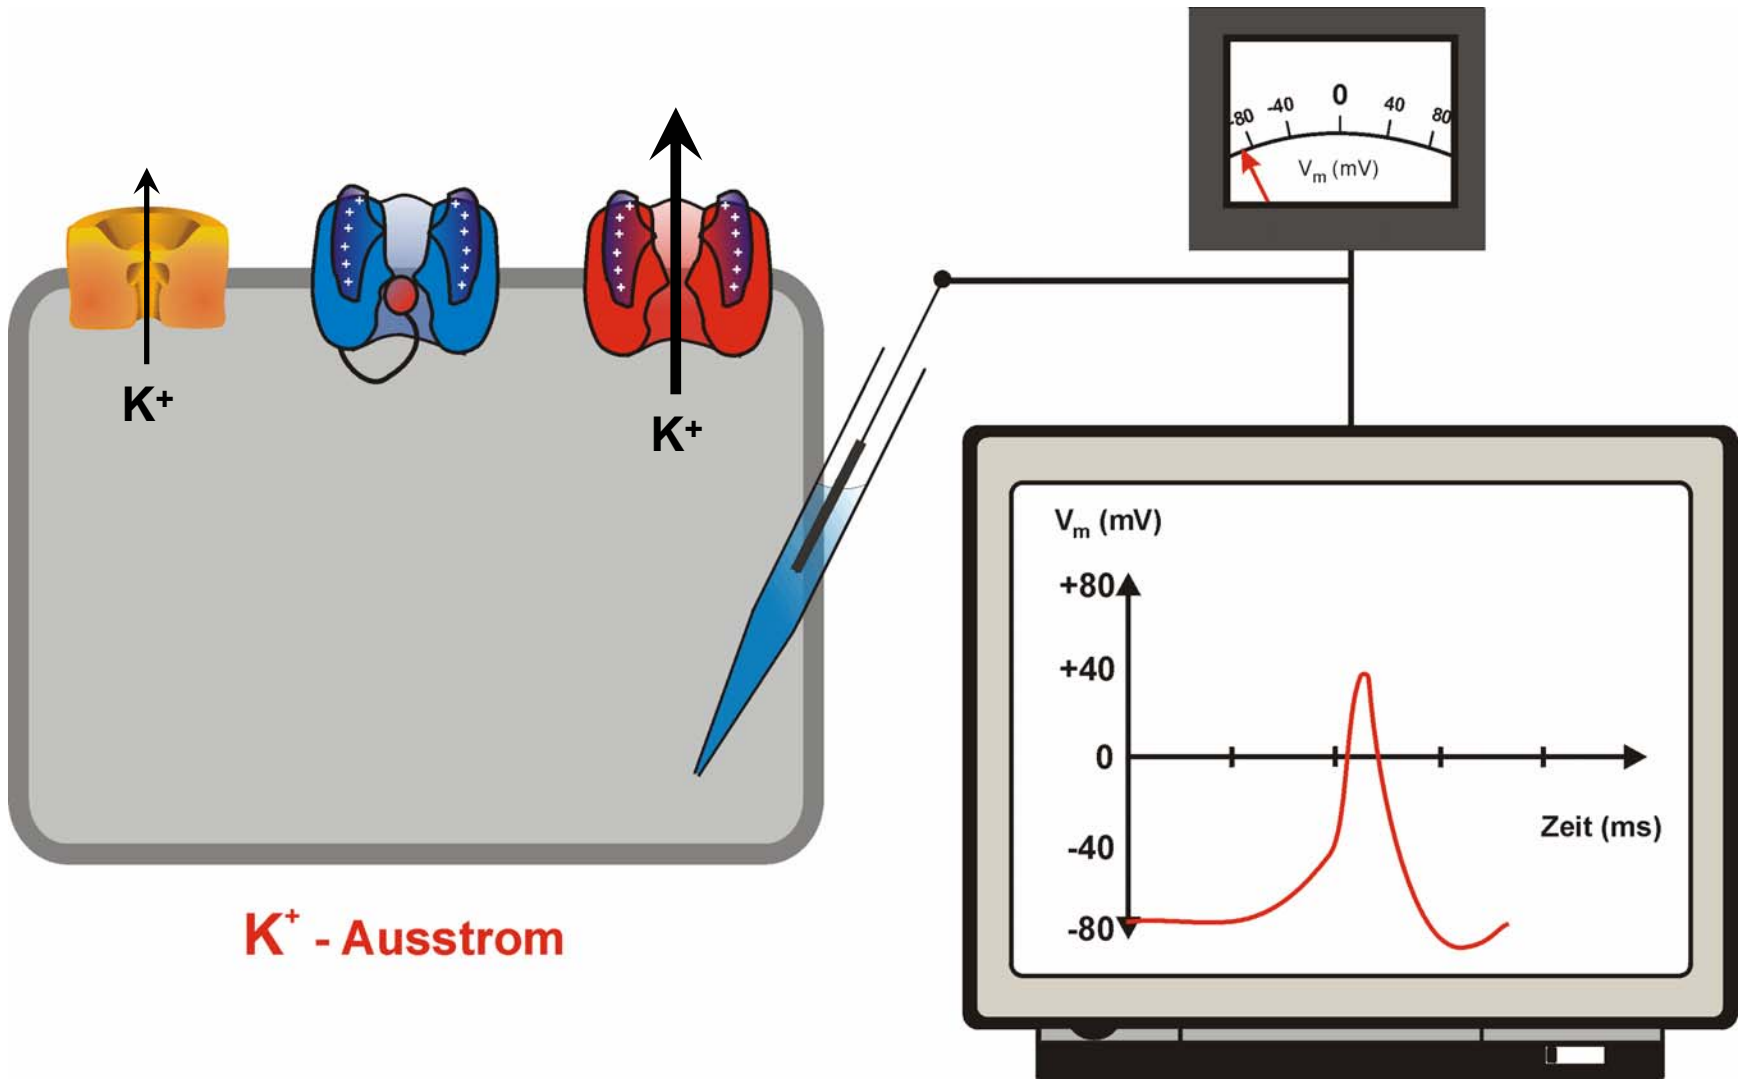 -80 -40 0 40 80
Vm (mV)
K+
K+
+ + + + +
+ + + + +
+ + + + +
+ + + + +
Vm (mV)
+80
+40
0
-40
-80
Zeit (ms)
K+ - Ausstrom